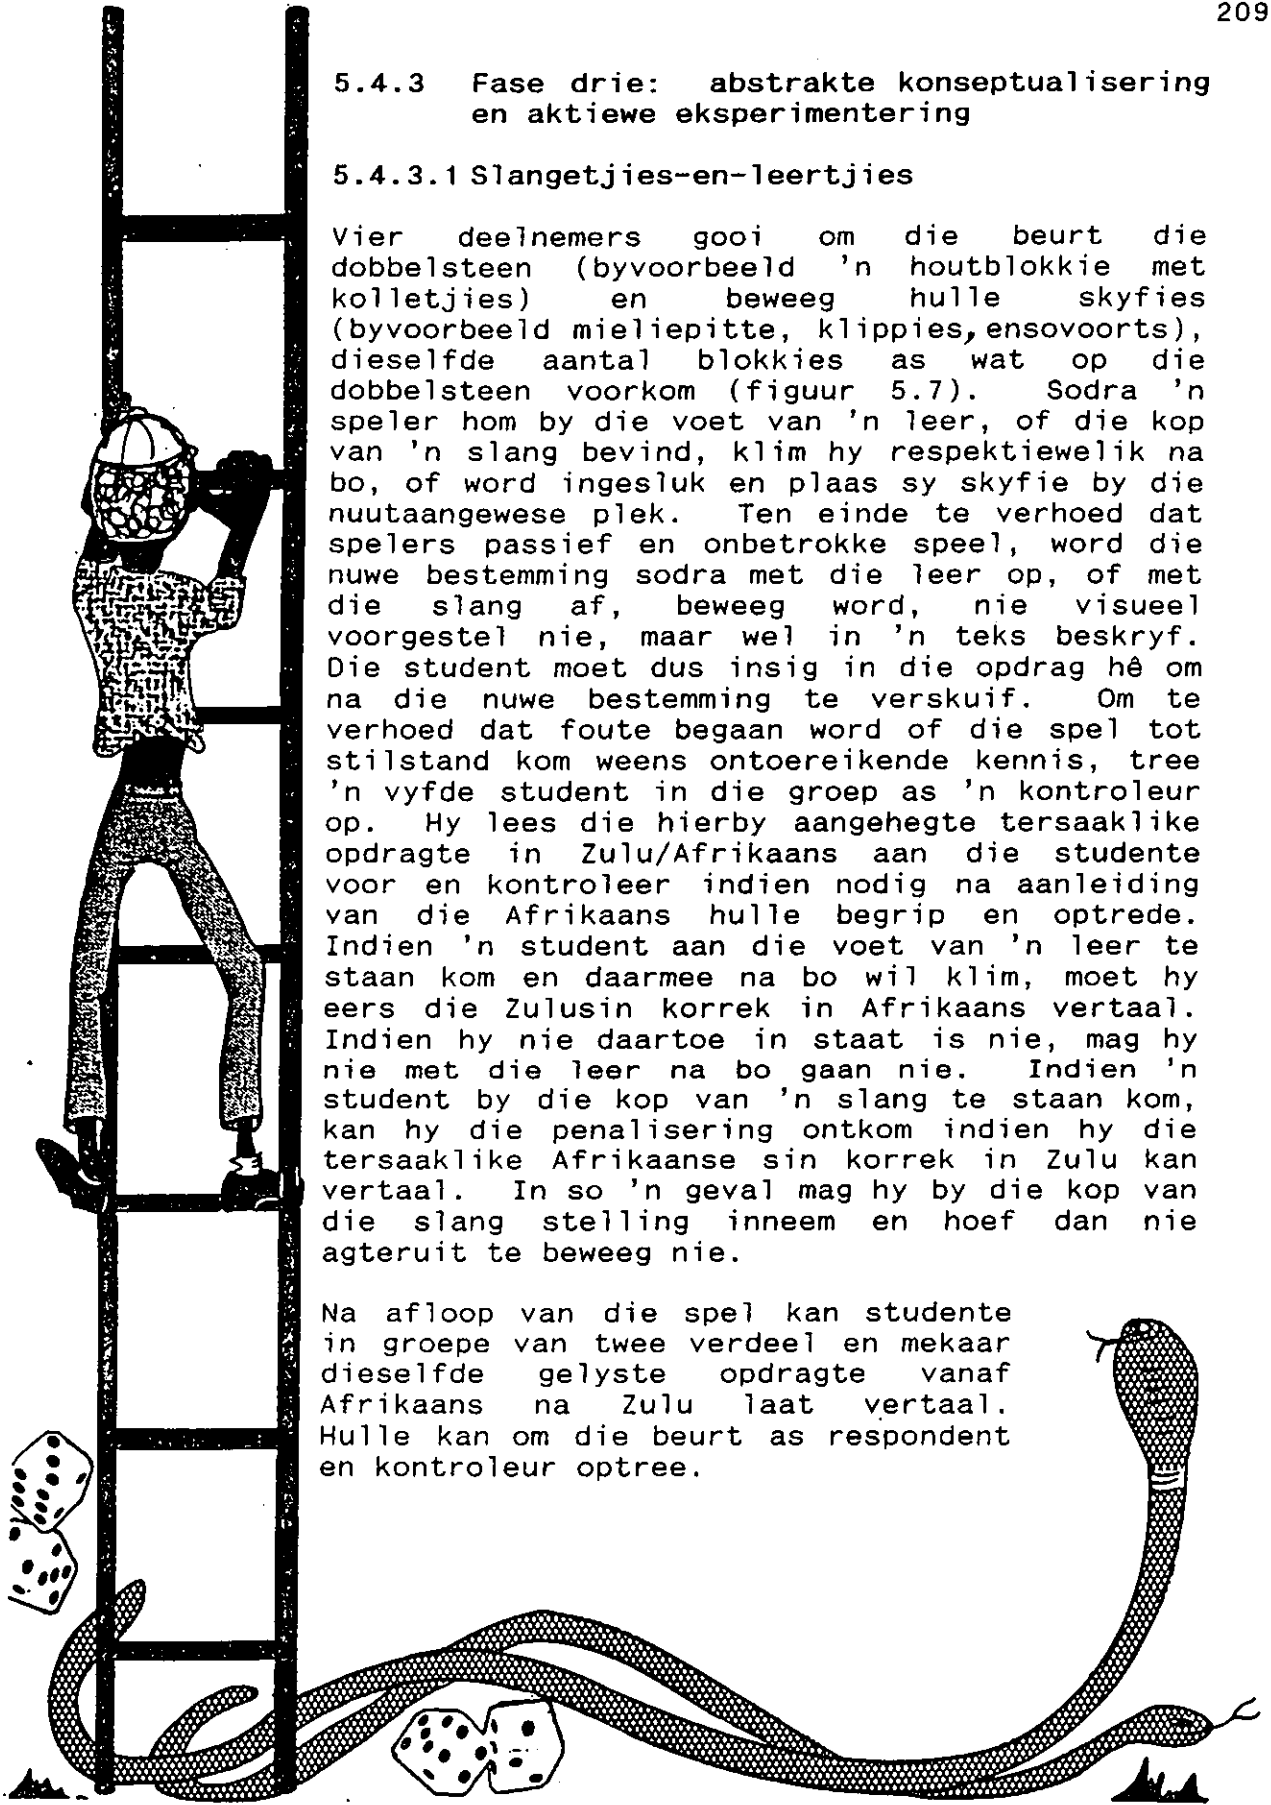 209
5.4.3 Fase drie: abstrakte konseptualisering
en aktiewe eksperimentering
5.4.3.1 Slangetjies-en-leertjies
Vier deelnemers gooi om die beurt die
dobbelsteen (byvoorbeeld 'n houtblokkie met
kolletjies) en beweeg hulle skyfies
(byvoorbeeld mieliepitte, klippies, ensovoorts),
dieselfde aantal blokkies as wat op die
dobbelsteen voorkom (figuur 5.7). Sodra 'n
speler hom by die voet van 'n leer, of die kop
van 'n slang bevind, klim hy respektiewelik na
bo, of word ingesluk en plaas sy skyfie by die
nuutaangewese plek. Ten einde te verhoed dat
spelers passief en onbetrokke speel, word die
nuwe bestemming sodra met die leer op, of met
die slang af, beweeg word, nie visueel
voorgestel nie, maar wel in 'n teks beskryf.
Die student moet dus insig in die opdrag hê om
na die nuwe bestemming te verskuif. Om te
verhoed dat foute begaan word of die spel tot
stilstand kom weens ontoereikende kennis, tree
'n vyfde student in die groep as 'n kontroleur
op. Hy lees die hierby aangehegte tersaaklike
opdragte in Zulu/Afrikaans aan die studente
voor en kontroleer indien nodig na aanleiding
van die Afrikaans hulle begrip en optrede.
Indien 'n student aan die voet van 'n leer te
staan kom en daarmee na bo wil klim, moet hy
eers die Zulusin korrek in Afrikaans vertaal.
Indien hy nie daartoe in staat is nie, mag hy
nie met die leer na bo gaan nie. Indien 'n
student by die kop van 'n slang te staan kom,
kan hy die penalisering ontkom indien hy die
tersaaklike Afrikaanse sin korrek in Zulu kan
vertaal. In so 'n geval mag hy by die kop van
die slang stelling inneem en hoef dan nie
agteruit te beweeg nie.
Na afloop van die spel kan studente
in groepe van twee verdeel en mekaar
dieselfde gelyste opdragte vanaf
Afrikaans na Zulu laat vertaal.
Hulle kan om die beurt as respondent
en kontroleur optree.